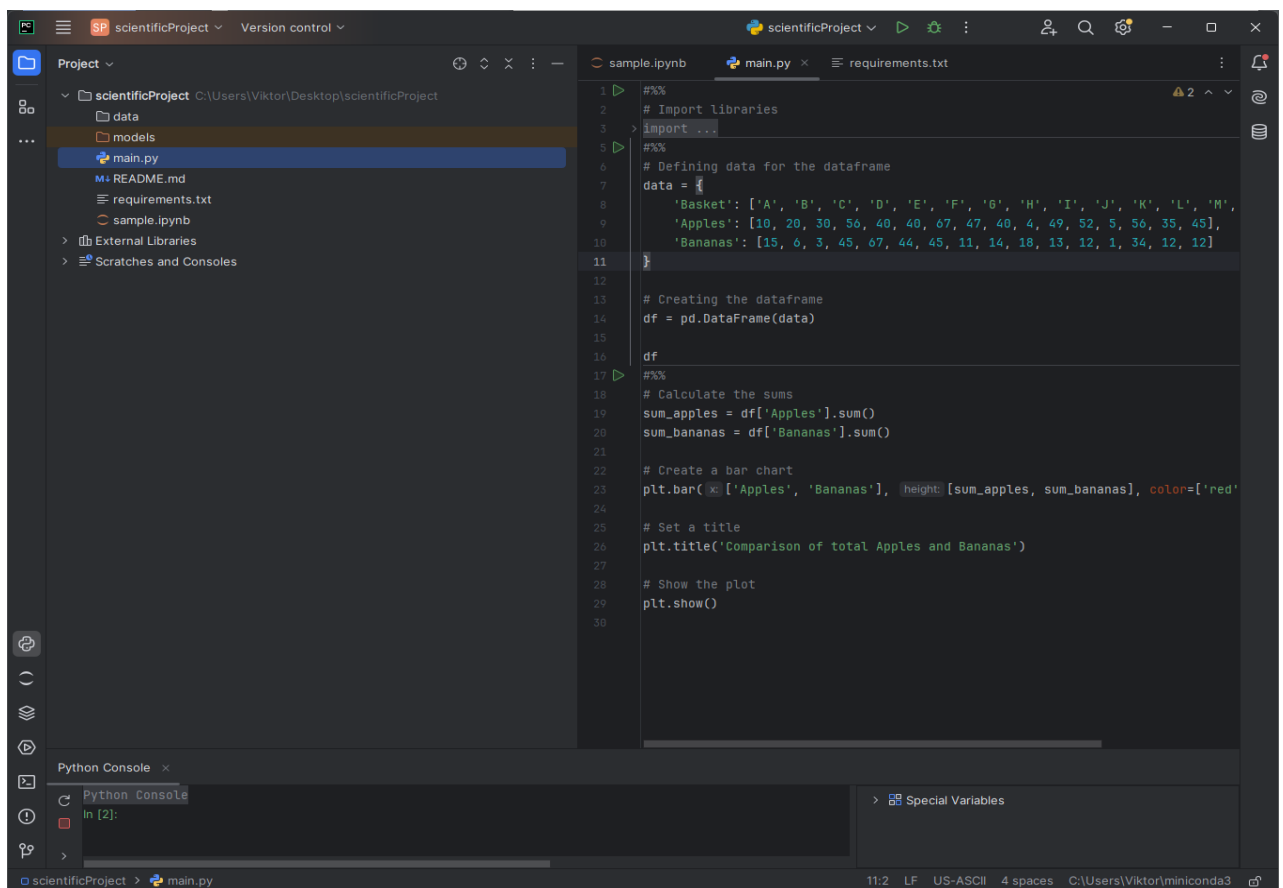 PC
SP scientificProject Version control scientificProject
Project
scientificProject C:\Users\Viktor\Desktop\scientificProject
data
models
main.py
M↓ README.md
requirements.txt
sample.ipynb
External Libraries
Scratches and Consoles
sample.ipynb main.py requirements.txt
2
1 #%%
2 # Import libraries
3 import ...
5 #%%
6 # Defining data for the dataframe
7 data = {
8 'Basket': ['A', 'B', 'C', 'D', 'E', 'F', 'G', 'H', 'I', 'J', 'K', 'L', 'M',
9 'Apples': [10, 20, 30, 56, 40, 40, 67, 47, 40, 4, 49, 52, 5, 56, 35, 45],
10 'Bananas': [15, 6, 3, 45, 67, 44, 45, 11, 14, 18, 13, 12, 1, 34, 12, 12]
11 }
12
13 # Creating the dataframe
14 df = pd.DataFrame(data)
15
16 df
17 #%%
18 # Calculate the sums
19 sum_apples = df['Apples'].sum()
20 sum_bananas = df['Bananas'].sum()
21
22 # Create a bar chart
23 plt.bar( x: ['Apples', 'Bananas'], height: [sum_apples, sum_bananas], color=['red'
24
25 # Set a title
26 plt.title('Comparison of total Apples and Bananas')
27
28 # Show the plot
29 plt.show()
30
Python Console
Python Console
In [2]:
Special Variables
scientificProject > main.py
11:2 LF US-ASCII 4 spaces C:\Users\Viktor\miniconda3